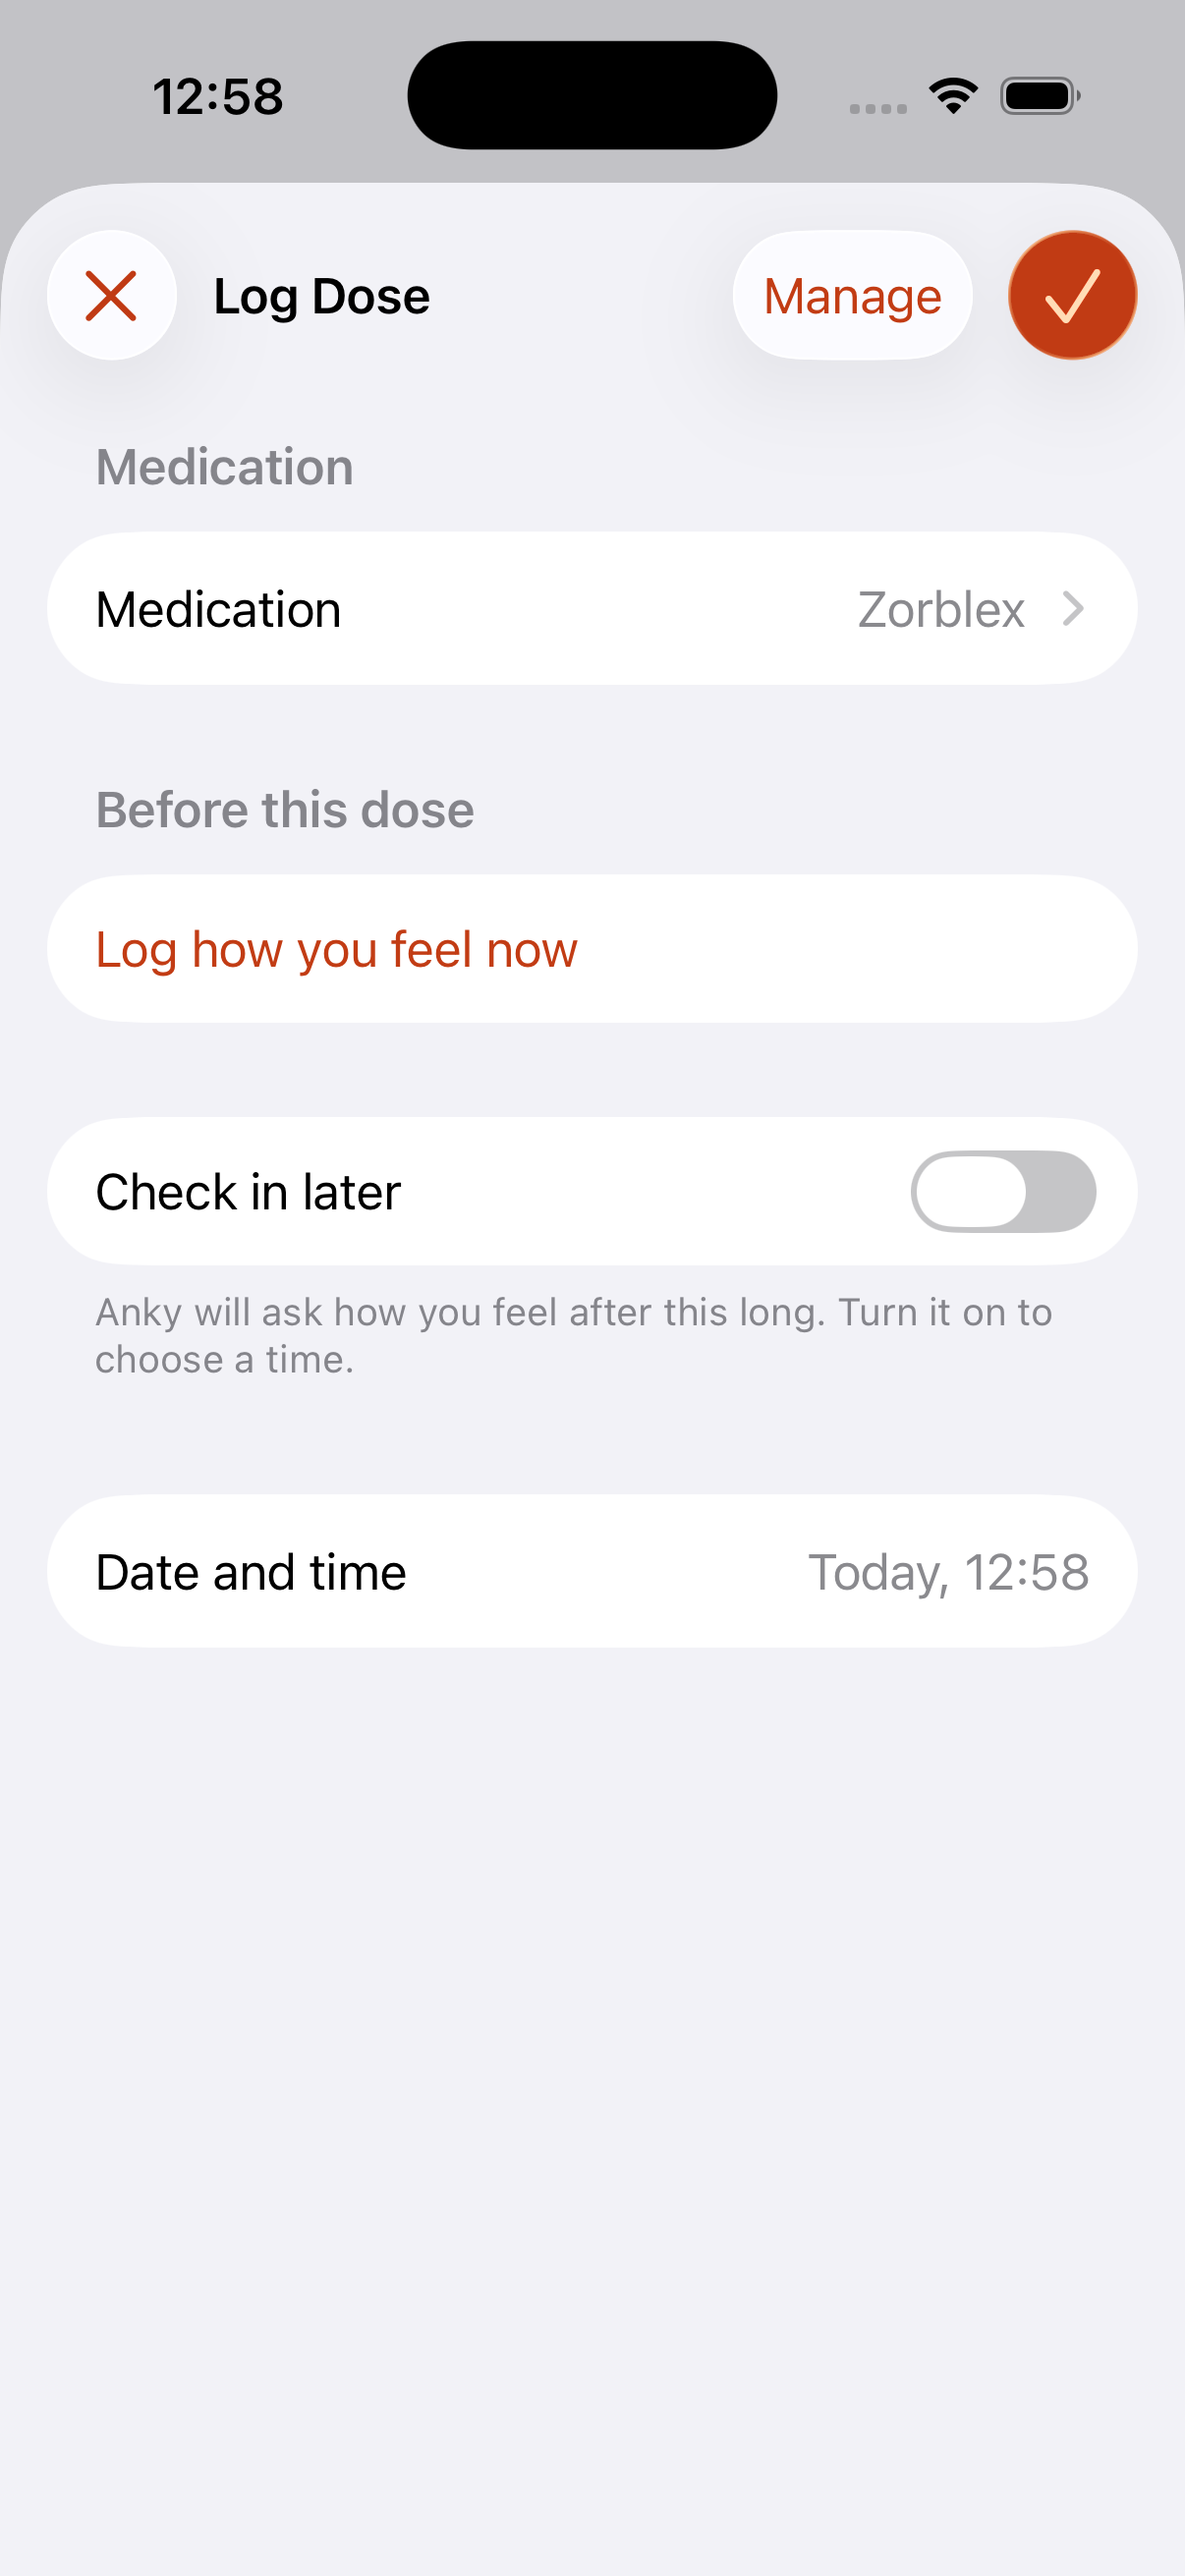 12:58
Log Dose
Manage
Medication
Medication
Zorblex
Before this dose
Log how you feel now
Check in later
Anky will ask how you feel after this long. Turn it on to
choose a time.
Date and time
Today, 12:58